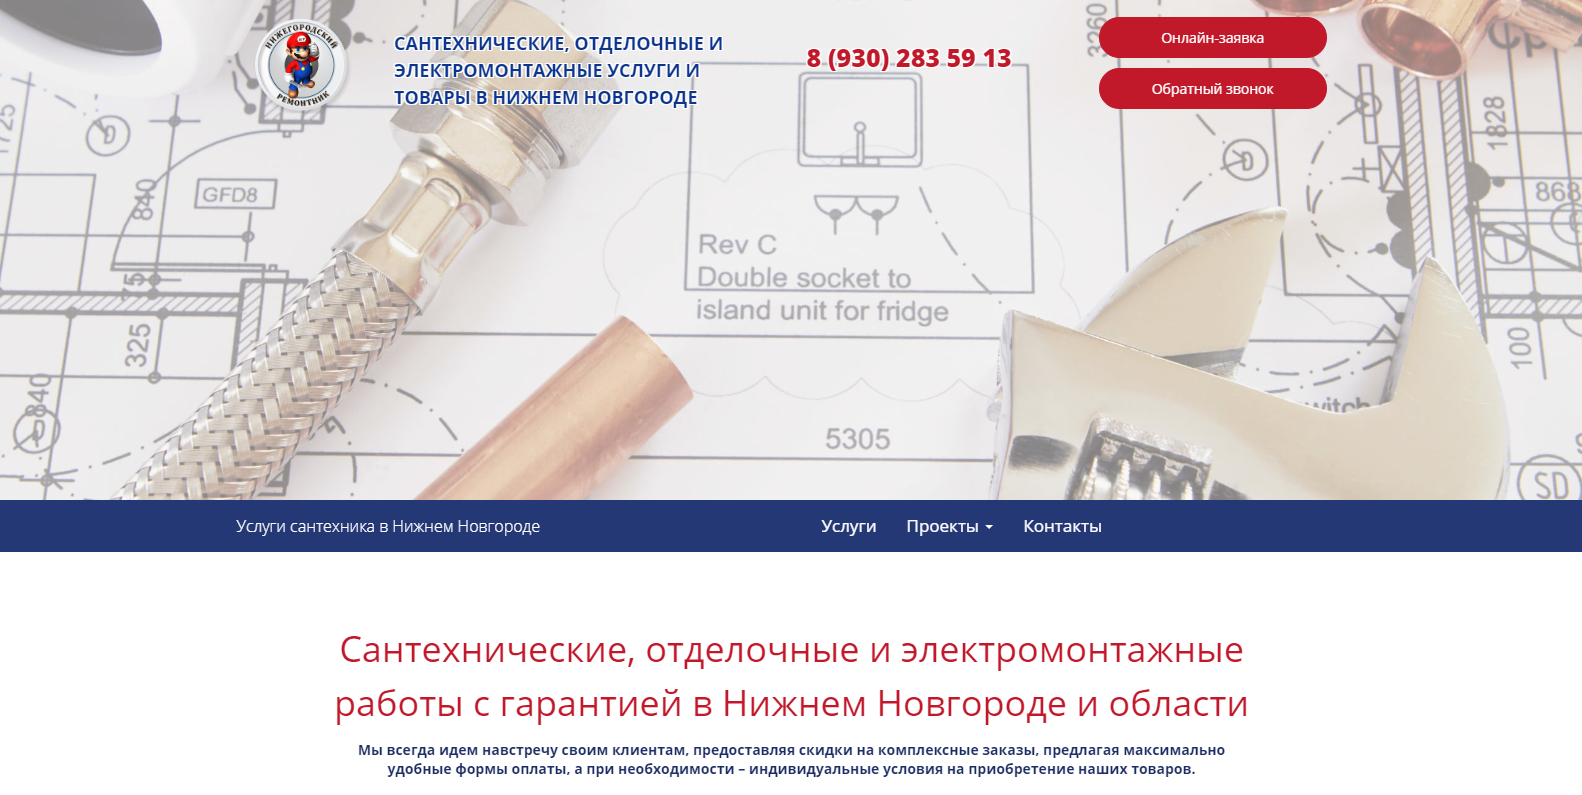 НИЖЕГОРОДСКИЙ
РЕМОНТНИК
САНТЕХНИЧЕСКИЕ, ОТДЕЛОЧНЫЕ И
ЭЛЕКТРОМОНТАЖНЫЕ УСЛУГИ И
ТОВАРЫ В НИЖНЕМ НОВГОРОДЕ
8 (930) 283 59 13
Онлайн-заявка
Обратный звонок
3260
1725
D
840
GFD8
75
325
840
D
Rev C
Double socket to
island unit for fridge
5305
D
1828
868
100
witch
SD
Услуги сантехника в Нижнем Новгороде
Услуги
Проекты
Контакты
Сантехнические, отделочные и электромонтажные
работы с гарантией в Нижнем Новгороде и области
Мы всегда идем навстречу своим клиентам, предоставляя скидки на комплексные заказы, предлагая максимально
удобные формы оплаты, а при необходимости – индивидуальные условия на приобретение наших товаров.